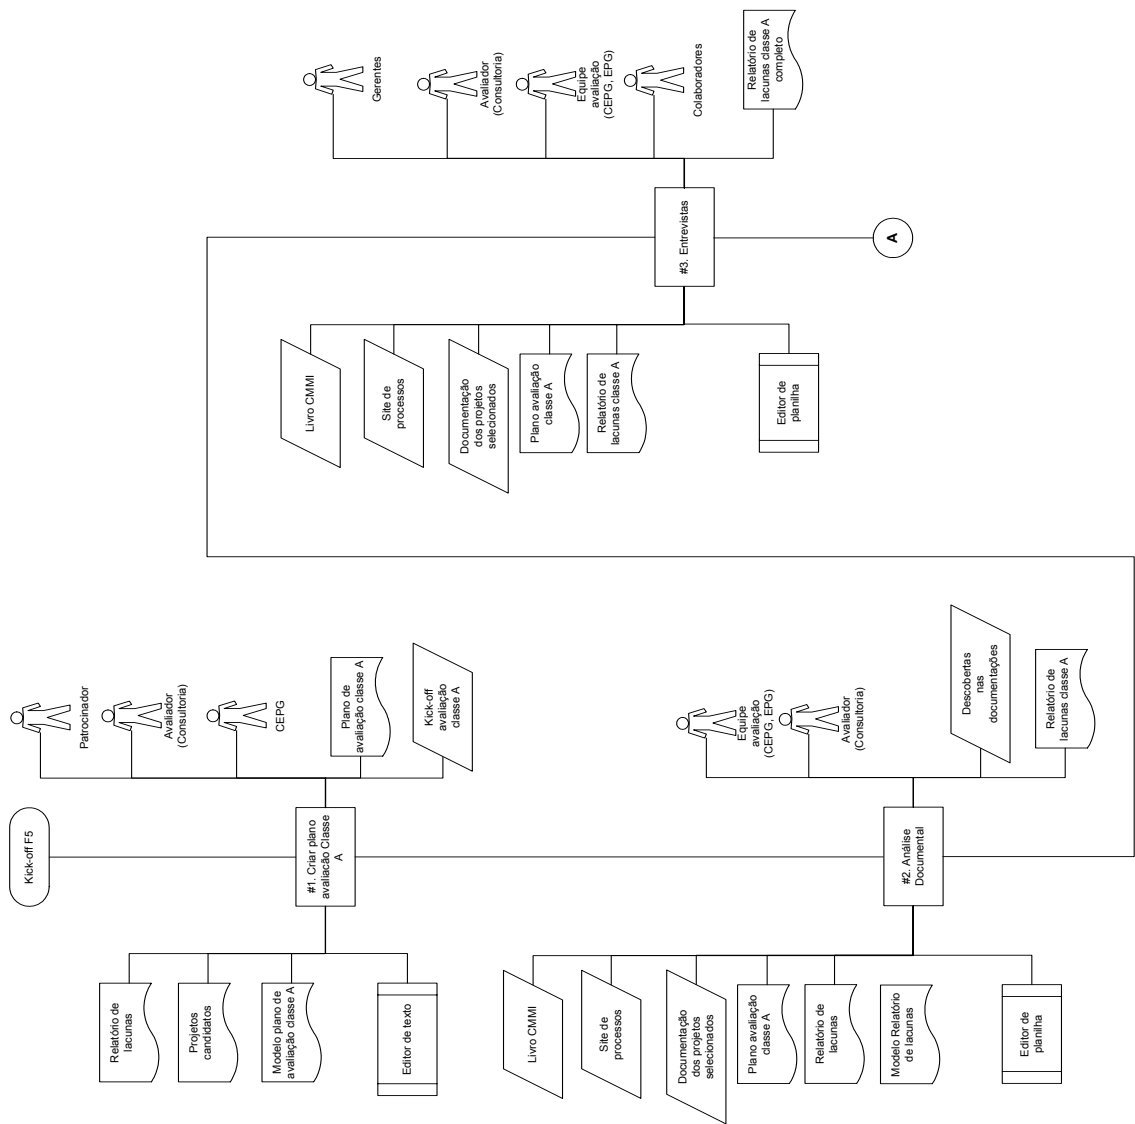 Kick-off F5
Relatório de
lacunas
Projetos
candidatos
Modelo plano de
avaliação classe A
Editor de texto
#1. Criar plano
avaliacão Classe
A
Patrocinador
Avaliador
(Consultoria)
CEPG
Plano de
avaliação classe A
Kick-off
avaliação
classe A
Livro CMMI
Site de
processos
Documentação
dos projetos
selecionados
Plano avaliação
classe A
Relatório de
lacunas
Modelo Relatório
de lacunas
Editor de
planilha
#2. Análise
Documental
Equipe
avaliação
(CEPG, EPG)
Avaliador
(Consultoria)
Descobertas
nas
documentações
Relatório de
lacunas classe A
Livro CMMI
Site de
processos
Documentação
dos projetos
selecionados
Plano avaliação
classe A
Relatório de
lacunas classe A
Editor de
planilha
#3. Entrevistas
Gerentes
Avaliador
(Consultoria)
Equipe
avaliação
(CEPG, EPG)
Colaboradores
Relatório de
lacunas classe A
completo
A